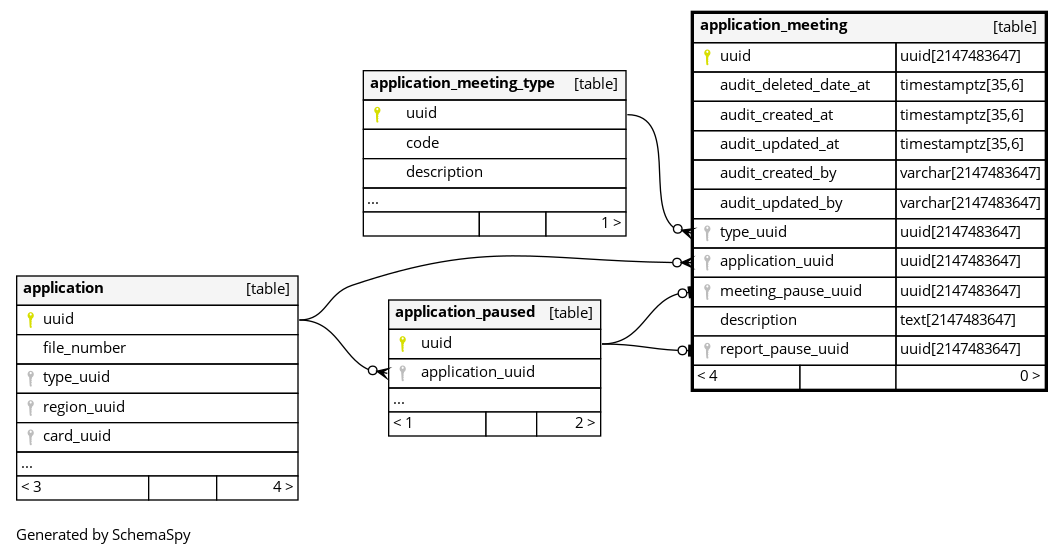 application_meeting [table]
uuid uuid[2147483647]
audit_deleted_date_at timestamptz[35,6]
audit_created_at timestamptz[35,6]
audit_updated_at timestamptz[35,6]
audit_created_by varchar[2147483647]
audit_updated_by varchar[2147483647]
type_uuid uuid[2147483647]
application_uuid uuid[2147483647]
meeting_pause_uuid uuid[2147483647]
description text[2147483647]
report_pause_uuid uuid[2147483647]
< 4 0 >
application_meeting_type [table]
uuid
code
description
...
1 >
application [table]
uuid
file_number
type_uuid
region_uuid
card_uuid
...
< 3 4 >
application_paused [table]
uuid
application_uuid
...
< 1 2 >
Generated by SchemaSpy